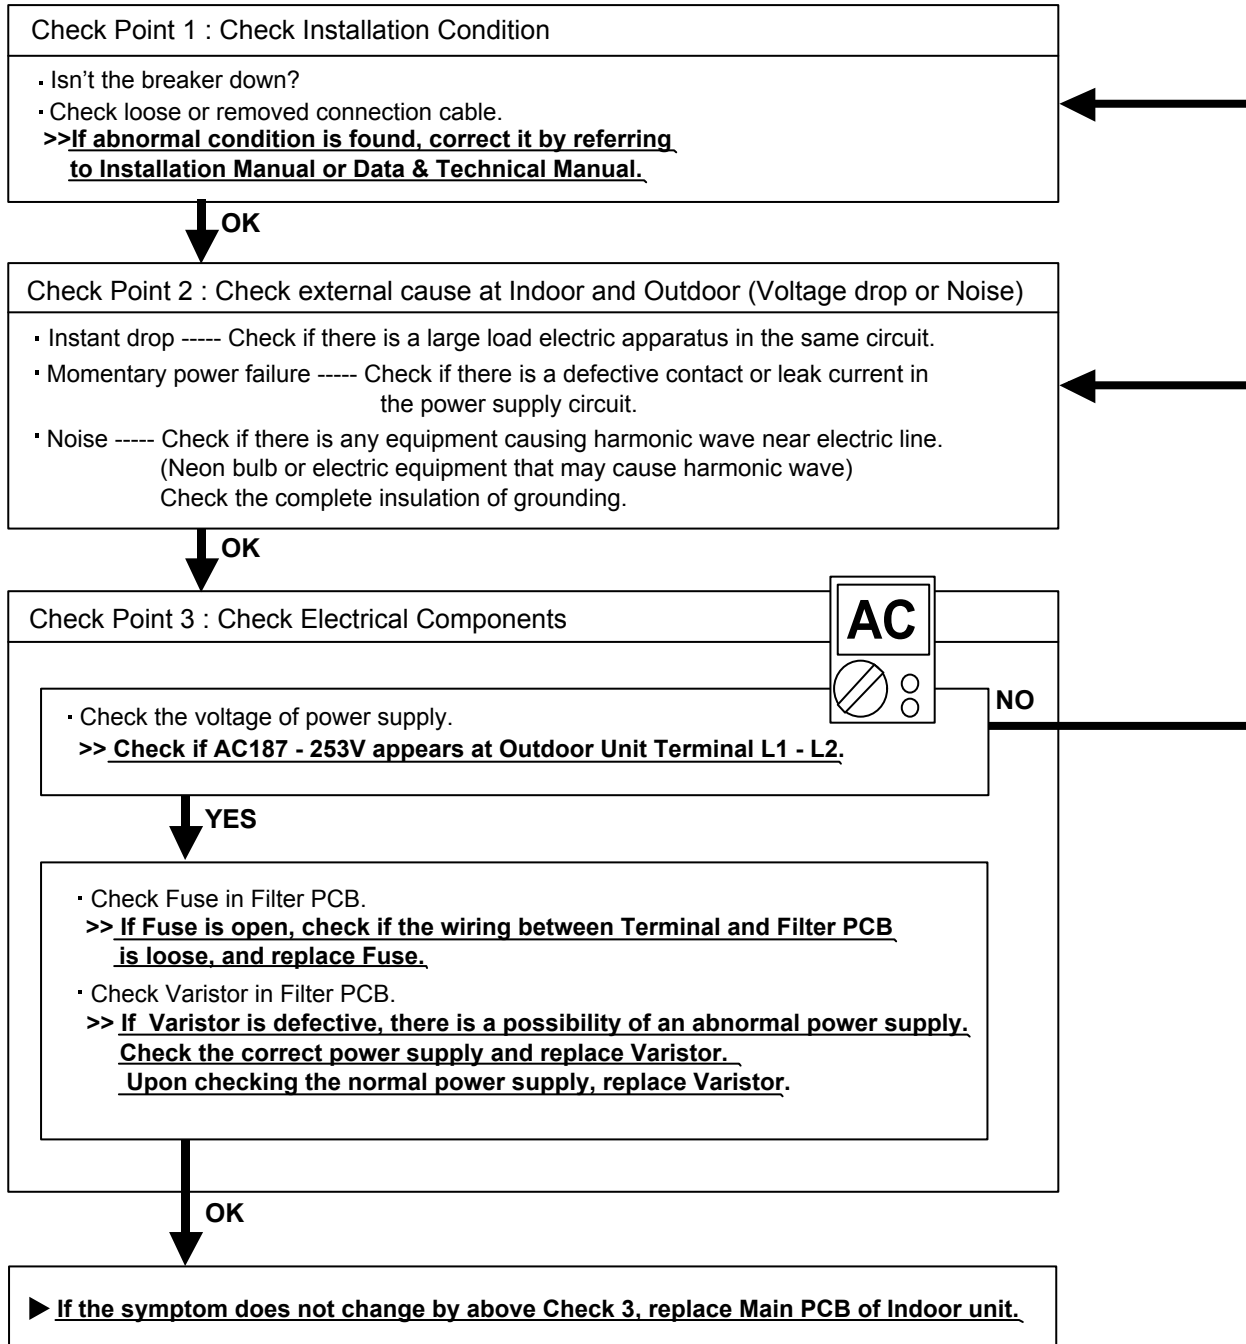 Check Point 1 : Check Installation Condition
· Isn't the breaker down?
· Check loose or removed connection cable.
>>If abnormal condition is found, correct it by referring
to Installation Manual or Data & Technical Manual.
OK
Check Point 2 : Check external cause at Indoor and Outdoor (Voltage drop or Noise)
· Instant drop ----- Check if there is a large load electric apparatus in the same circuit.
· Momentary power failure ----- Check if there is a defective contact or leak current in
the power supply circuit.
· Noise ----- Check if there is any equipment causing harmonic wave near electric line.
(Neon bulb or electric equipment that may cause harmonic wave)
Check the complete insulation of grounding.
OK
Check Point 3 : Check Electrical Components
AC
NO
· Check the voltage of power supply.
>> Check if AC187 - 253V appears at Outdoor Unit Terminal L1 - L2.
YES
· Check Fuse in Filter PCB.
>> If Fuse is open, check if the wiring between Terminal and Filter PCB
is loose, and replace Fuse.
· Check Varistor in Filter PCB.
>> If Varistor is defective, there is a possibility of an abnormal power supply.
Check the correct power supply and replace Varistor.
Upon checking the normal power supply, replace Varistor.
OK
▶ If the symptom does not change by above Check 3, replace Main PCB of Indoor unit.